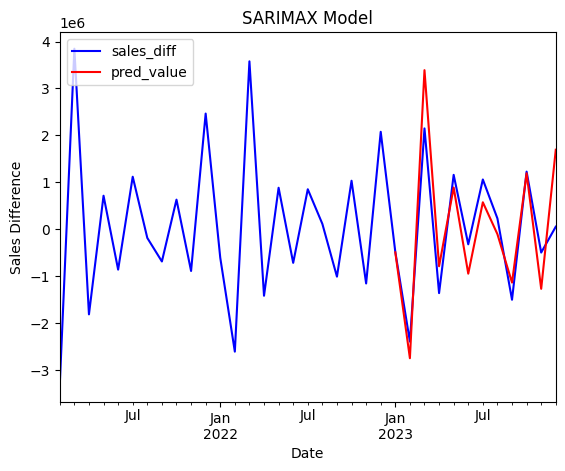 SARIMAX Model
1e6
sales_diff
pred_value
4
3
2
1
0
−1
−2
−3
Sales Difference
Jul
Jan
2022
Jul
Jan
2023
Jul
Date